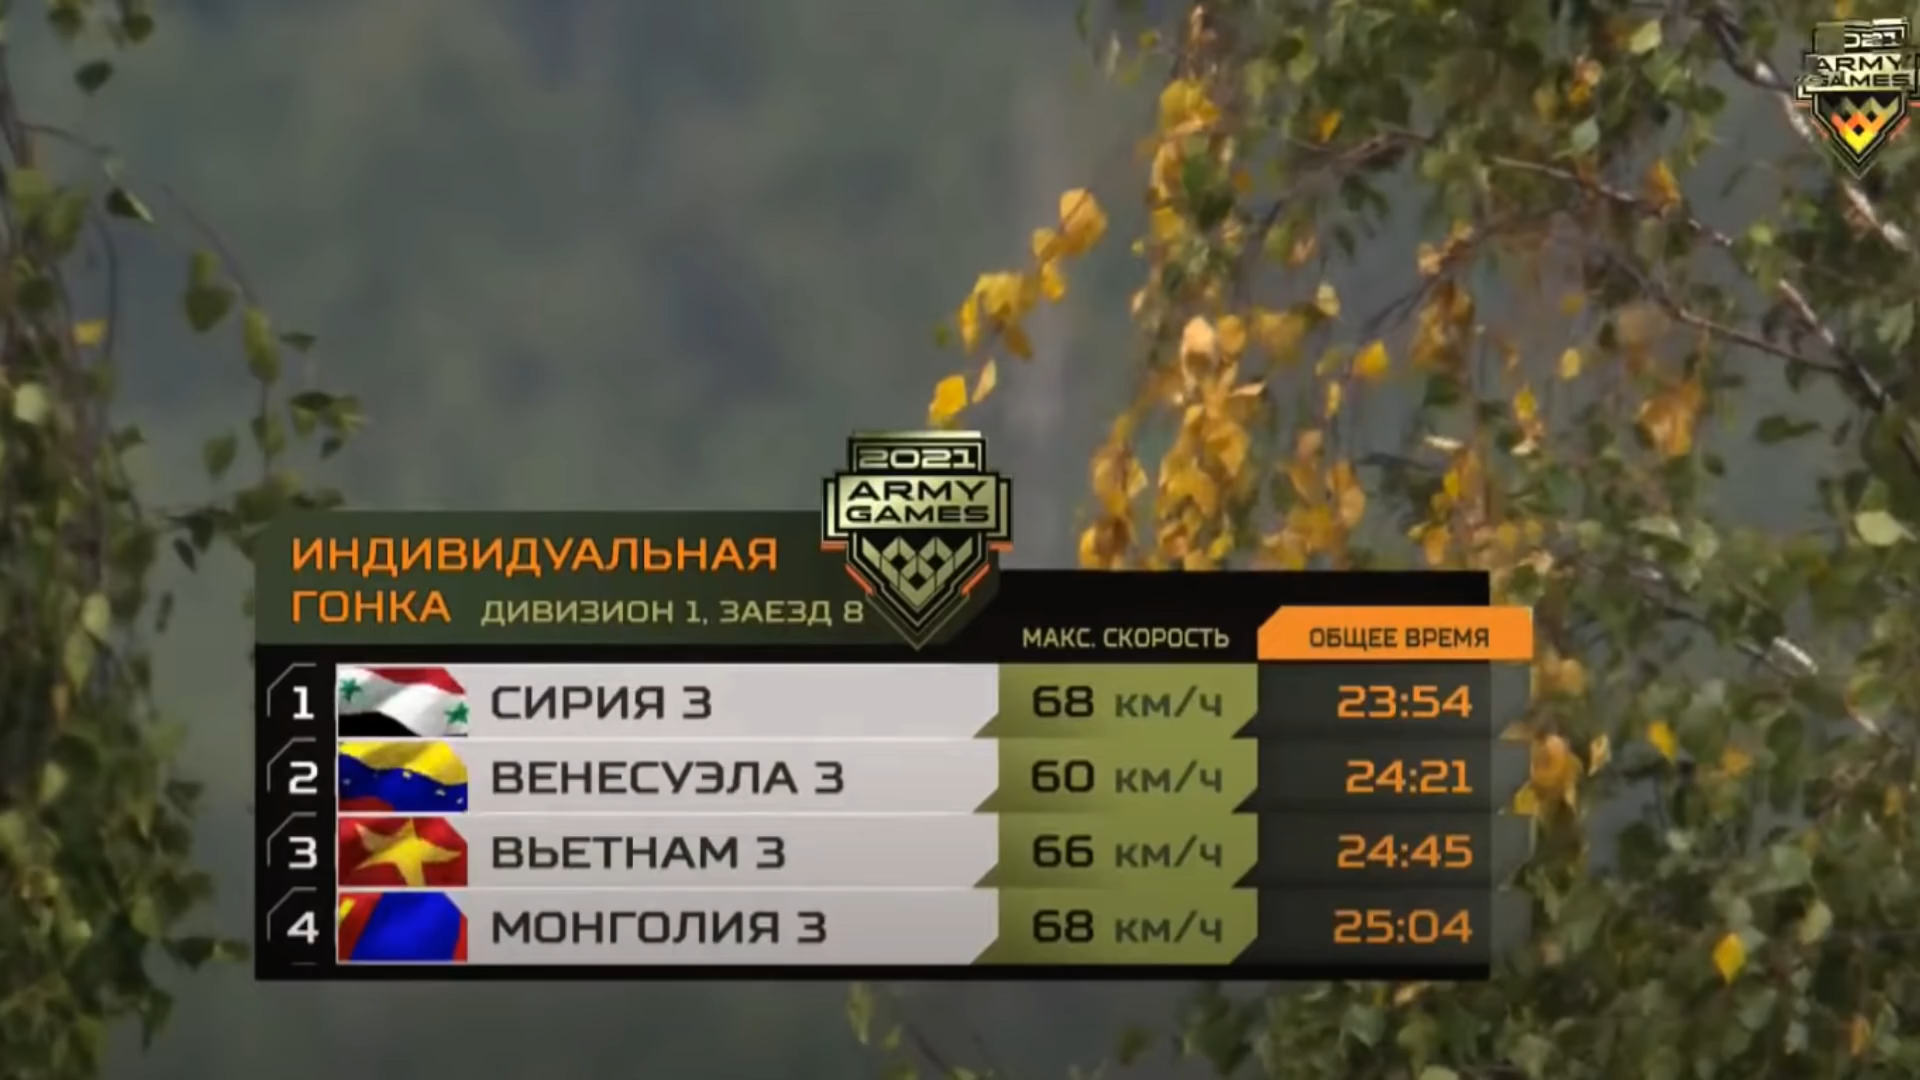 2021
ARMY
GAMES
2021
ARMY
GAMES
ИНДИВИДУАЛЬНАЯ
ГОНКА ДИВИЗИОН 1, ЗАЕЗД 8
МАКС. СКОРОСТЬ ОБЩЕЕ ВРЕМЯ
1 СИРИЯ 3 68 км/ч 23:54
2 ВЕНЕСУЭЛА 3 60 км/ч 24:21
3 ВЬЕТНАМ 3 66 км/ч 24:45
4 МОНГОЛИЯ 3 68 км/ч 25:04